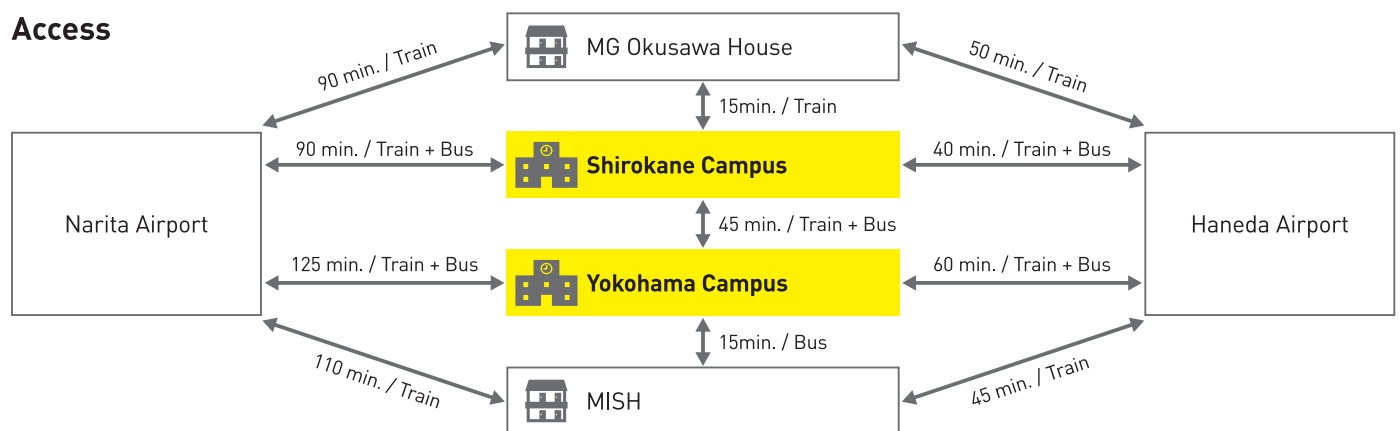 Access
MG Okusawa House
90 min. / Train
50 min. / Train
15min. / Train
90 min. / Train + Bus
Shirokane Campus
40 min. / Train + Bus
Narita Airport
45 min. / Train + Bus
Haneda Airport
125 min. / Train + Bus
Yokohama Campus
60 min. / Train + Bus
15min. / Bus
110 min. / Train
MISH
45 min. / Train